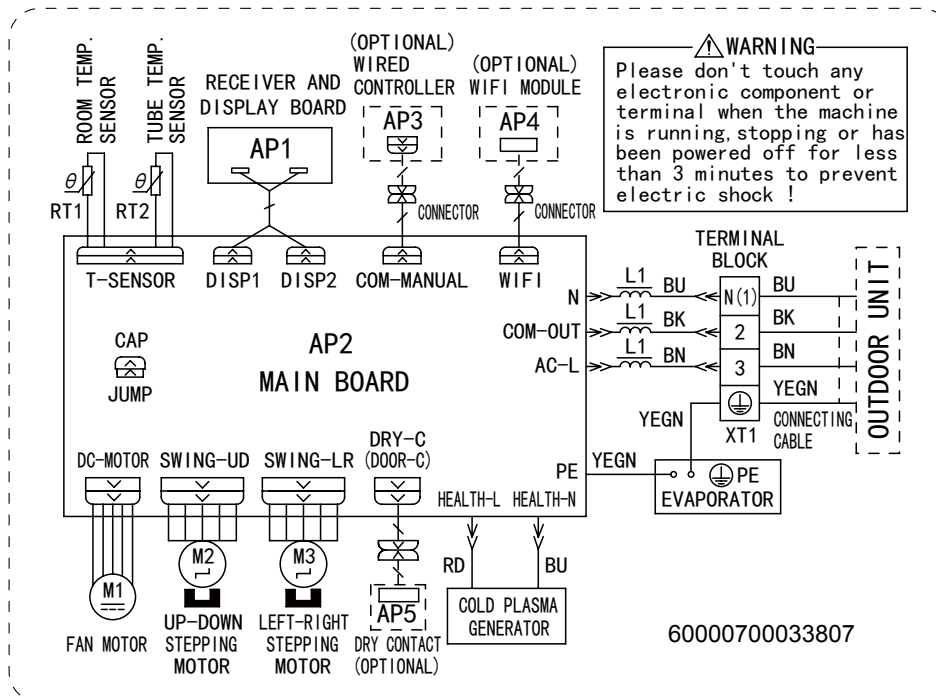 ROOM TEMP.
SENSOR
TUBE TEMP.
SENSOR
θ
RT1
θ
RT2
RECEIVER AND
DISPLAY BOARD
AP1
(OPTIONAL)
WIRED
CONTROLLER
AP3
CONNECTOR
(OPTIONAL)
WIFI MODULE
AP4
CONNECTOR
WARNING
Please don't touch any
electronic component or
terminal when the machine
is running, stopping or has
been powered off for less
than 3 minutes to prevent
electric shock !
T-SENSOR
DISP1
DISP2
COM-MANUAL
WIFI
CAP
JUMP
AP2
MAIN BOARD
N
COM-OUT
AC-L
L1
BU
L1
BK
L1
BN
TERMINAL
BLOCK
N(1)
2
3
XT1
BU
BK
BN
YEGN
CONNECTING
CABLE
OUTDOOR UNIT
YEGN
PE
YEGN
PE
EVAPORATOR
DC-MOTOR
SWING-UD
SWING-LR
DRY-C
(DOOR-C)
HEALTH-L
HEALTH-N
M1
FAN MOTOR
M2
UP-DOWN
STEPPING
MOTOR
M3
LEFT-RIGHT
STEPPING
MOTOR
AP5
DRY CONTACT
(OPTIONAL)
RD
BU
COLD PLASMA
GENERATOR
60000700033807